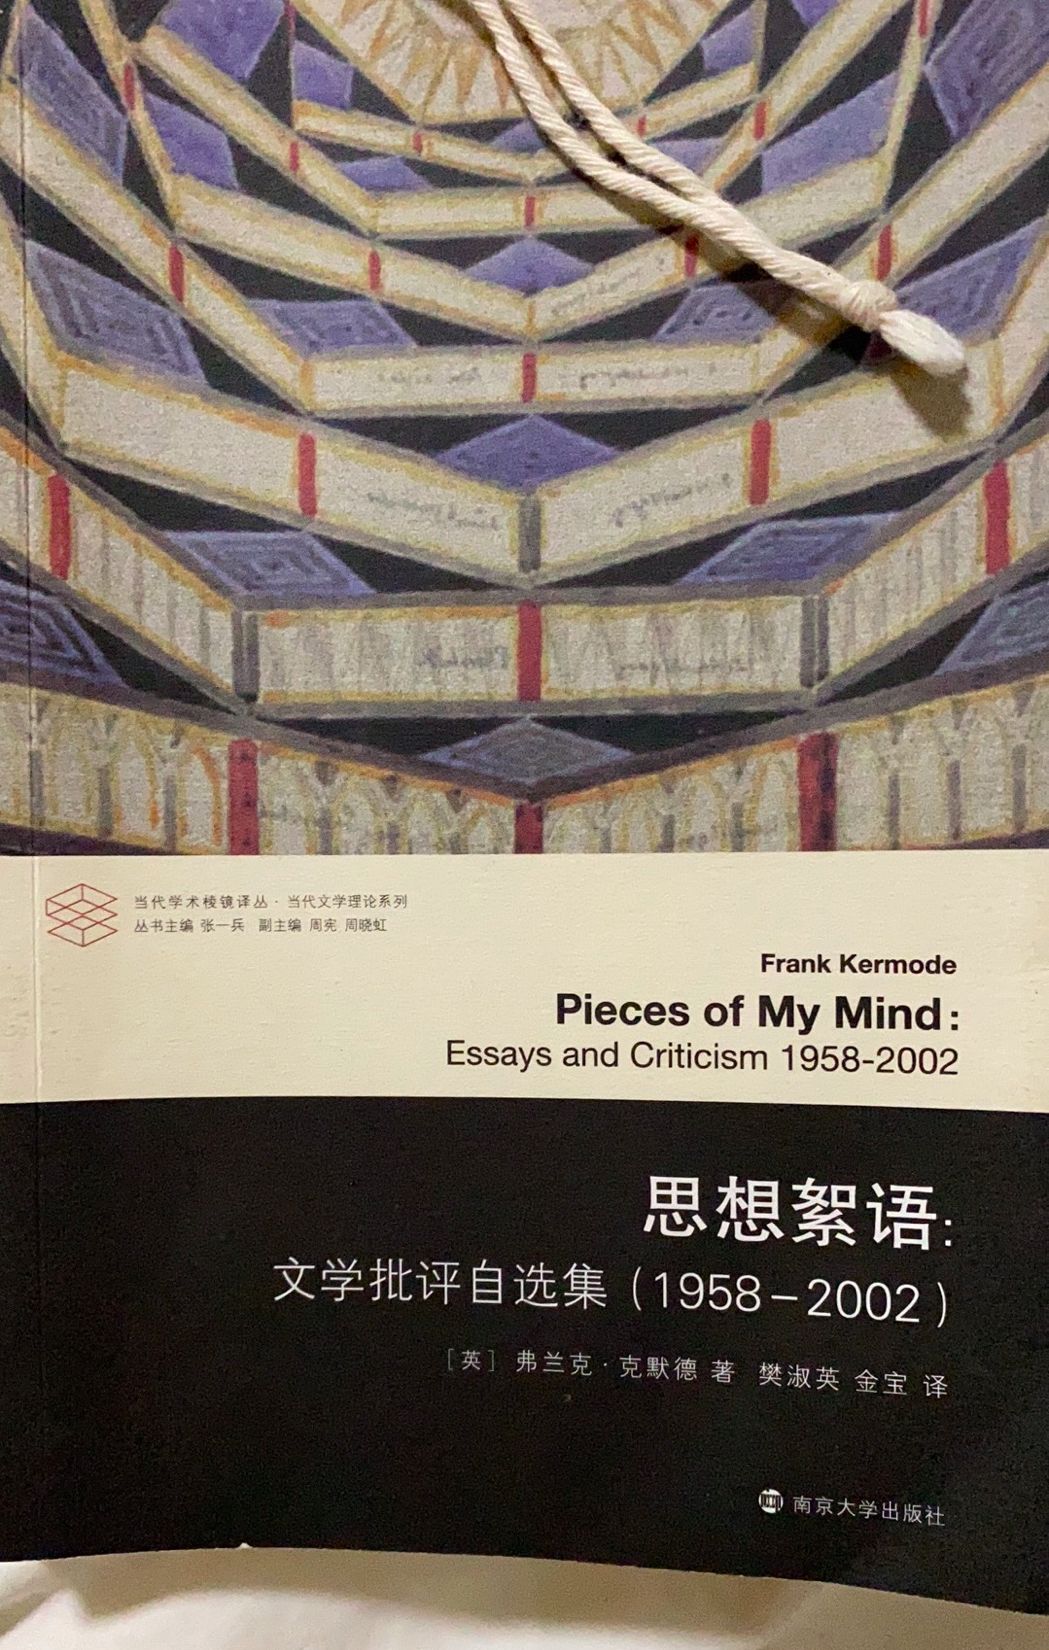 当代学术棱镜译丛·当代文学理论系列
丛书主编 张一兵 副主编 周宪 周晓虹
Frank Kermode
Pieces of My Mind:
Essays and Criticism 1958-2002
思想絮语:
文学批评自选集(1958-2002)
[英] 弗兰克·克默德 著 樊淑英 金宝 译
南京大学出版社